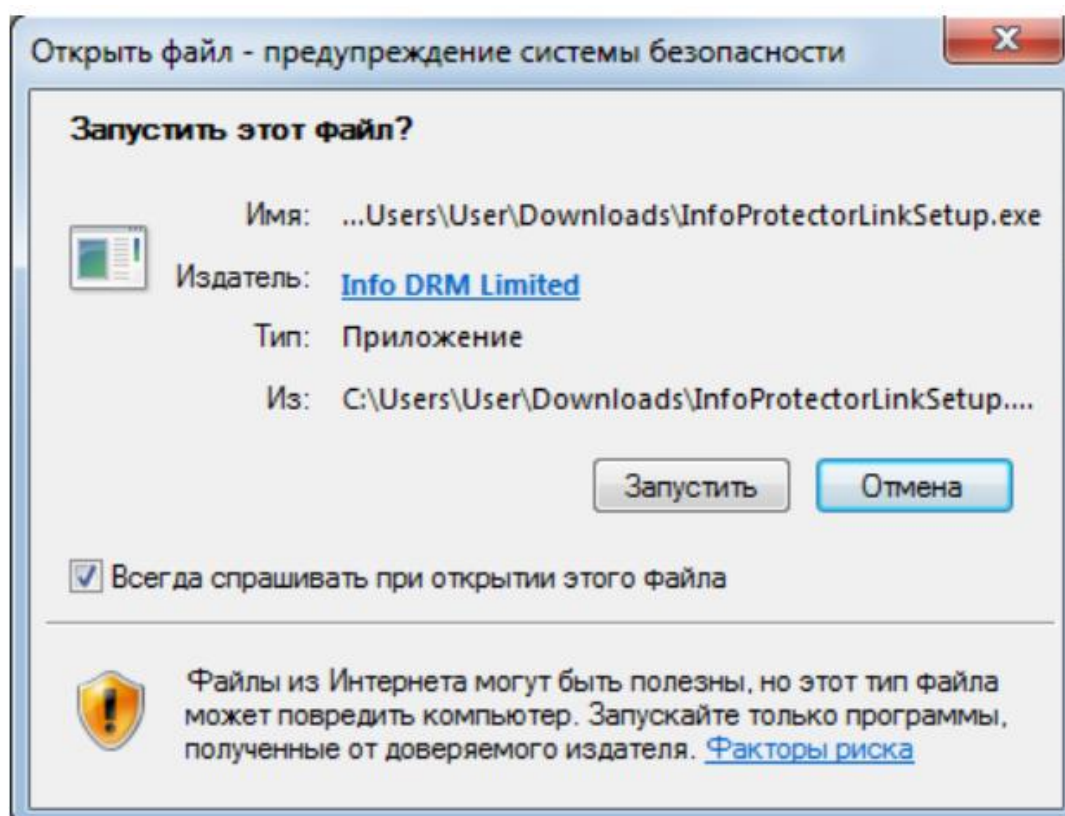 Открыть файл - предупреждение системы безопасности
Запустить этот файл?
Имя: ...Users\User\Downloads\InfoProtectorLinkSetup.exe
Издатель: Info DRM Limited
Тип: Приложение
Из: C:\Users\User\Downloads\InfoProtectorLinkSetup....
Запустить Отмена
Всегда спрашивать при открытии этого файла
Файлы из Интернета могут быть полезны, но этот тип файла
может повредить компьютер. Запускайте только программы,
полученные от доверяемого издателя. Факторы риска